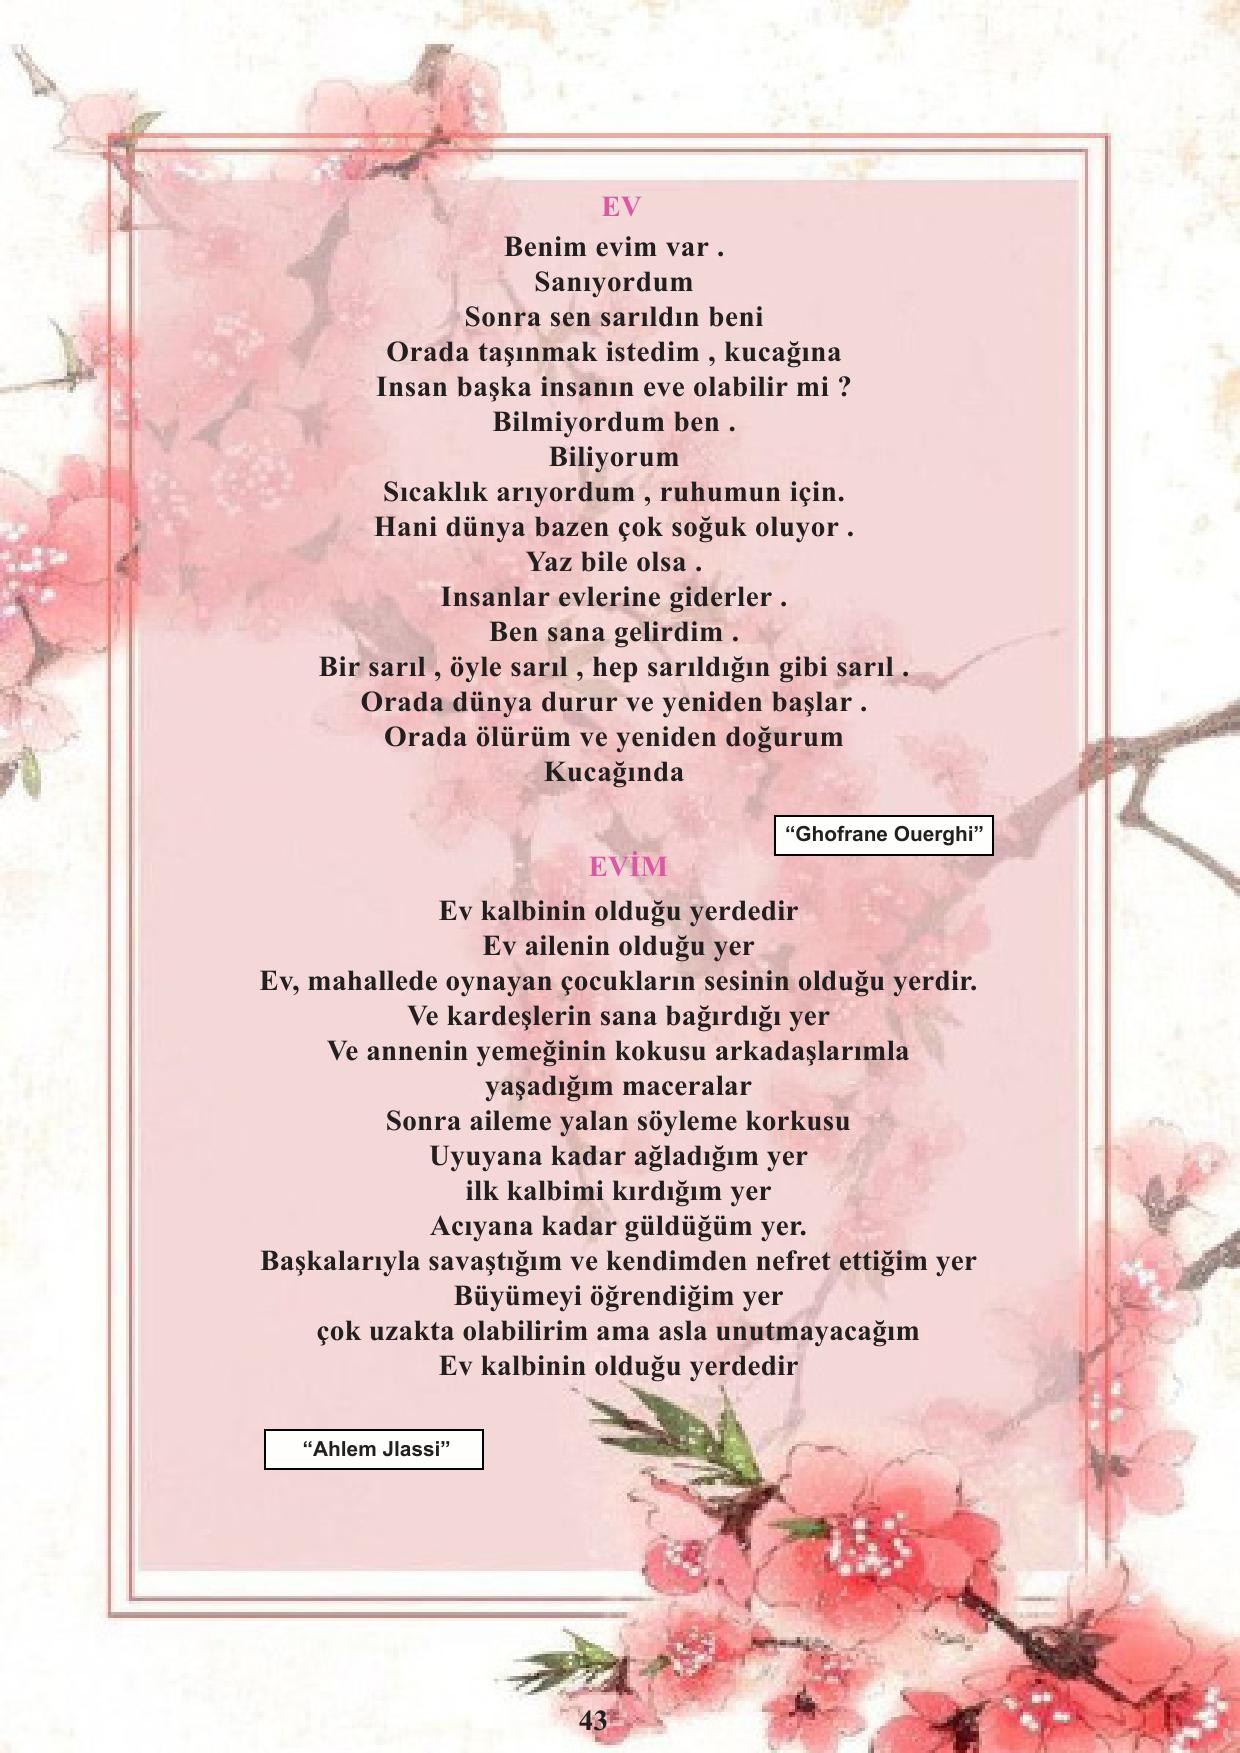 EV
Benim evim var .
Sanıyordum
Sonra sen sarıldın beni
Orada taşınmak istedim , kucağına
Insan başka insanın eve olabilir mi ?
Bilmiyordum ben .
Biliyorum
Sıcaklık arıyordum , ruhumun için.
Hani dünya bazen çok soğuk oluyor .
Yaz bile olsa .
Insanlar evlerine giderler .
Ben sana gelirdim .
Bir sarıl , öyle sarıl , hep sarıldığın gibi sarıl .
Orada dünya durur ve yeniden başlar .
Orada ölürüm ve yeniden doğurum
Kucağında
“Ghofrane Ouerghi”
EVİM
Ev kalbinin olduğu yerdedir
Ev ailenin olduğu yer
Ev, mahallede oynayan çocukların sesinin olduğu yerdir.
Ve kardeşlerin sana bağırdığı yer
Ve annenin yemeğinin kokusu arkadaşlarımla
yaşadığım maceralar
Sonra aileme yalan söyleme korkusu
Uyuyana kadar ağladığım yer
ilk kalbimi kırdığım yer
Acıyana kadar güldüğüm yer.
Başkalarıyla savaştığım ve kendimden nefret ettiğim yer
Büyümeyi öğrendiğim yer
çok uzakta olabilirim ama asla unutmayacağım
Ev kalbinin olduğu yerdedir
“Ahlem Jlassi”
43